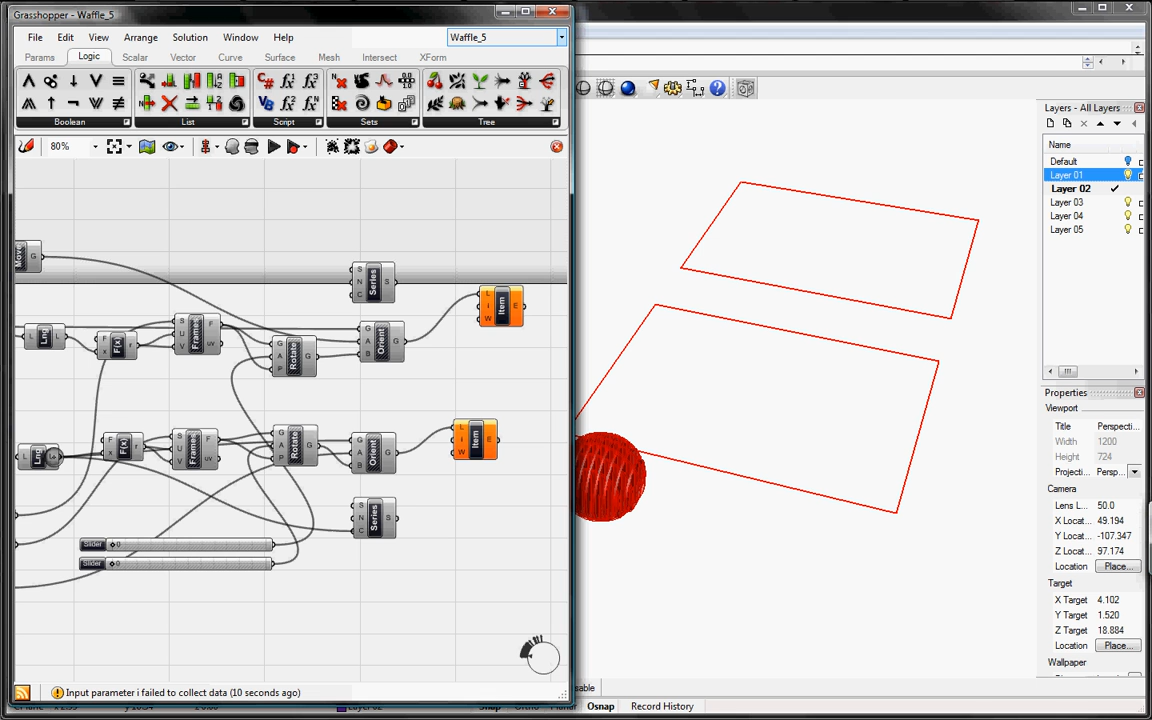 Grasshopper - Waffle_5
File Edit View Arrange Solution Window Help
Waffle_5
Params Logic Scalar Vector Curve Surface Mesh Intersect XForm
Boolean List Script Sets Tree
80%
Move G
S N C Series S
L i W Item E
L Lng L
F x F(x) r
S U V Frames F uv
G A P Rotate G
G A B Orient G
L i W Item E
L Lng
F x F(x) r
S U V Frames F uv
G A P Rotate G
G A B Orient G
S N C Series S
Slider 0
Slider 0
Input parameter i failed to collect data (10 seconds ago)
Layers - All Layers
Name
Default
Layer 01
Layer 02
Layer 03
Layer 04
Layer 05
Properties
Viewport
Title Perspecti...
Width 1200
Height 724
Projecti... Persp...
Camera
Lens L... 50.0
X Locat... 49.194
Y Locat... -107.347
Z Locat... 97.174
Location Place...
Target
X Target 4.102
Y Target 1.520
Z Target 18.884
Location Place...
Wallpaper
Osnap Record History